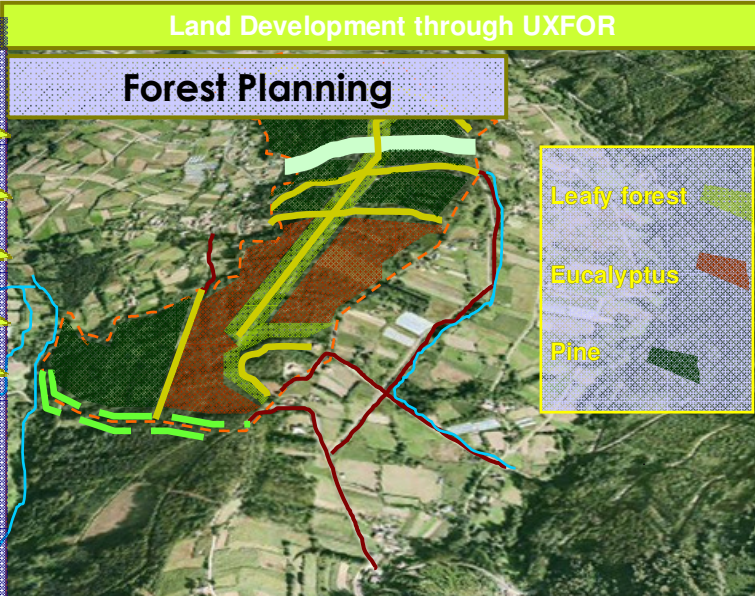 Land Development through UXFOR
Forest Planning
Leafy forest
Eucalyptus
Pine